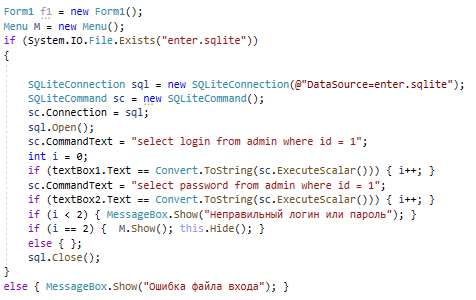 Form1 f1 = new Form1();
Menu M = new Menu();
if (System.IO.File.Exists("enter.sqlite"))
{
SQLiteConnection sql = new SQLiteConnection(@"DataSource=enter.sqlite");
SQLiteCommand sc = new SQLiteCommand();
sc.Connection = sql;
sql.Open();
sc.CommandText = "select login from admin where id = 1";
int i = 0;
if (textBox1.Text == Convert.ToString(sc.ExecuteScalar())) { i++; }
sc.CommandText = "select password from admin where id = 1";
if (textBox2.Text == Convert.ToString(sc.ExecuteScalar())) { i++; }
if (i < 2) { MessageBox.Show("Неправильный логин или пароль"); }
if (i == 2) { M.Show(); this.Hide(); }
else { };
sql.Close();
}
else { MessageBox.Show("Ошибка файла входа"); }